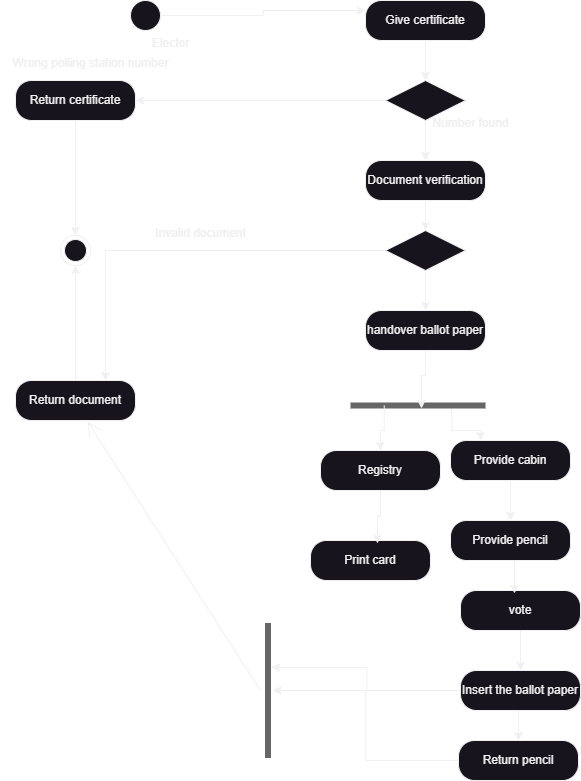 Give certificate
Elector
Wrong polling station number
Return certificate
Number found
Document verification
Invalid document
handover ballot paper
Return document
Registry
Provide cabin
Provide pencil
Print card
vote
Insert the ballot paper
Return pencil